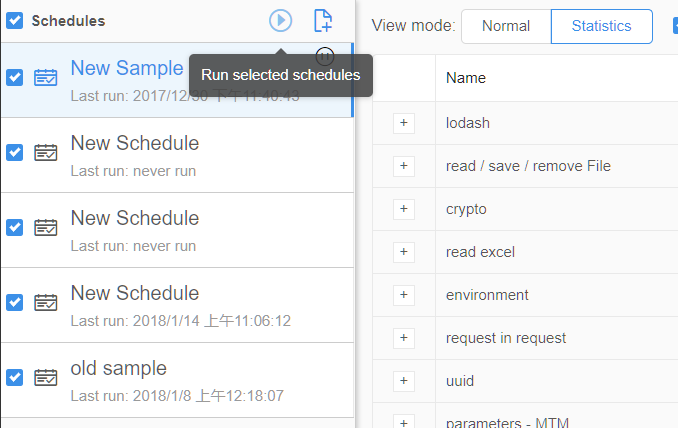 Schedules
New Sample
Run selected schedules
Last run: 2017/12/30 下午11:40:43
New Schedule
Last run: never run
New Schedule
Last run: never run
New Schedule
Last run: 2018/1/14 上午11:06:12
old sample
Last run: 2018/1/8 上午12:18:07
View mode: Normal Statistics
Name
+ lodash
+ read / save / remove File
+ crypto
+ read excel
+ environment
+ request in request
+ uuid
+ parameters - MTM